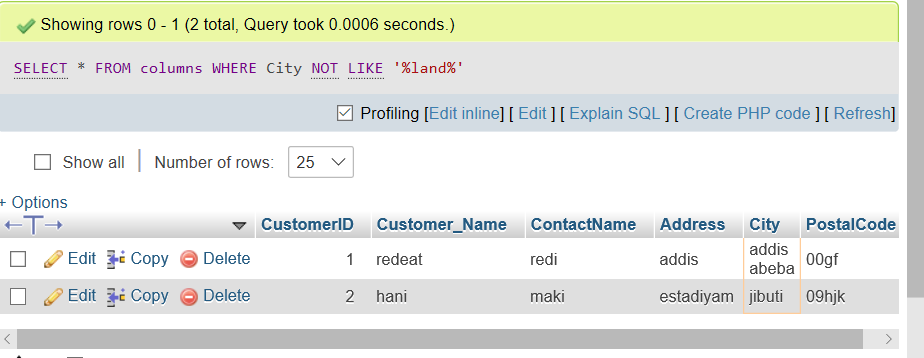 Showing rows 0 - 1 (2 total, Query took 0.0006 seconds.)
SELECT * FROM columns WHERE City NOT LIKE '%land%'
Profiling [Edit inline] [ Edit ] [ Explain SQL ] [ Create PHP code ] [ Refresh]
Show all | Number of rows: 25
+ Options
←T→ CustomerID Customer_Name ContactName Address City PostalCode
Edit Copy Delete 1 redeat redi addis addis abeba 00gf
Edit Copy Delete 2 hani maki estadiyam jibuti 09hjk